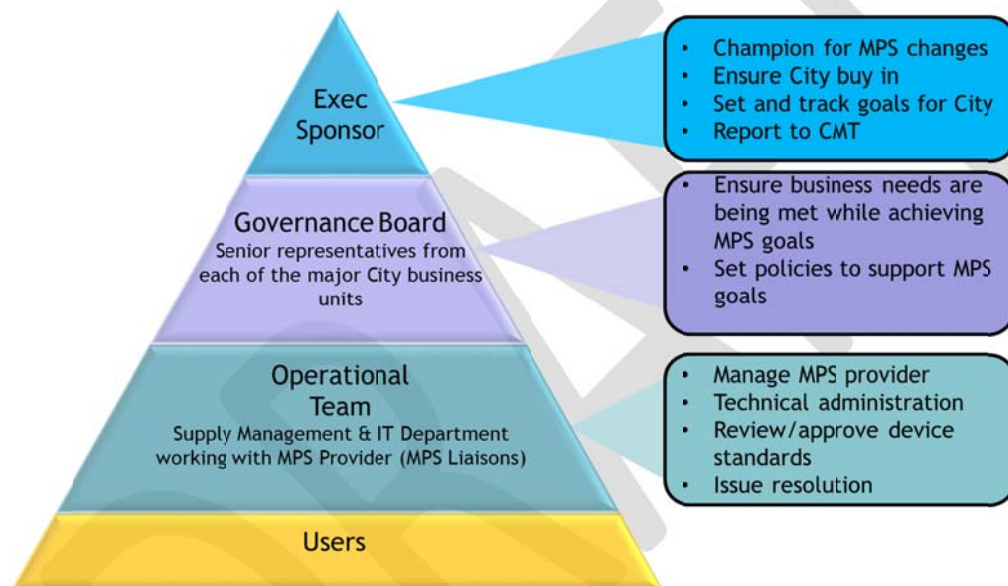 Exec
Sponsor
• Champion for MPS changes
• Ensure City buy in
• Set and track goals for City
• Report to CMT
Governance Board
Senior representatives from
each of the major City business
units
• Ensure business needs are
being met while achieving
MPS goals
• Set policies to support MPS
goals
Operational
Team
Supply Management & IT Department
working with MPS Provider (MPS Liaisons)
• Manage MPS provider
• Technical administration
• Review/approve device
standards
• Issue resolution
Users